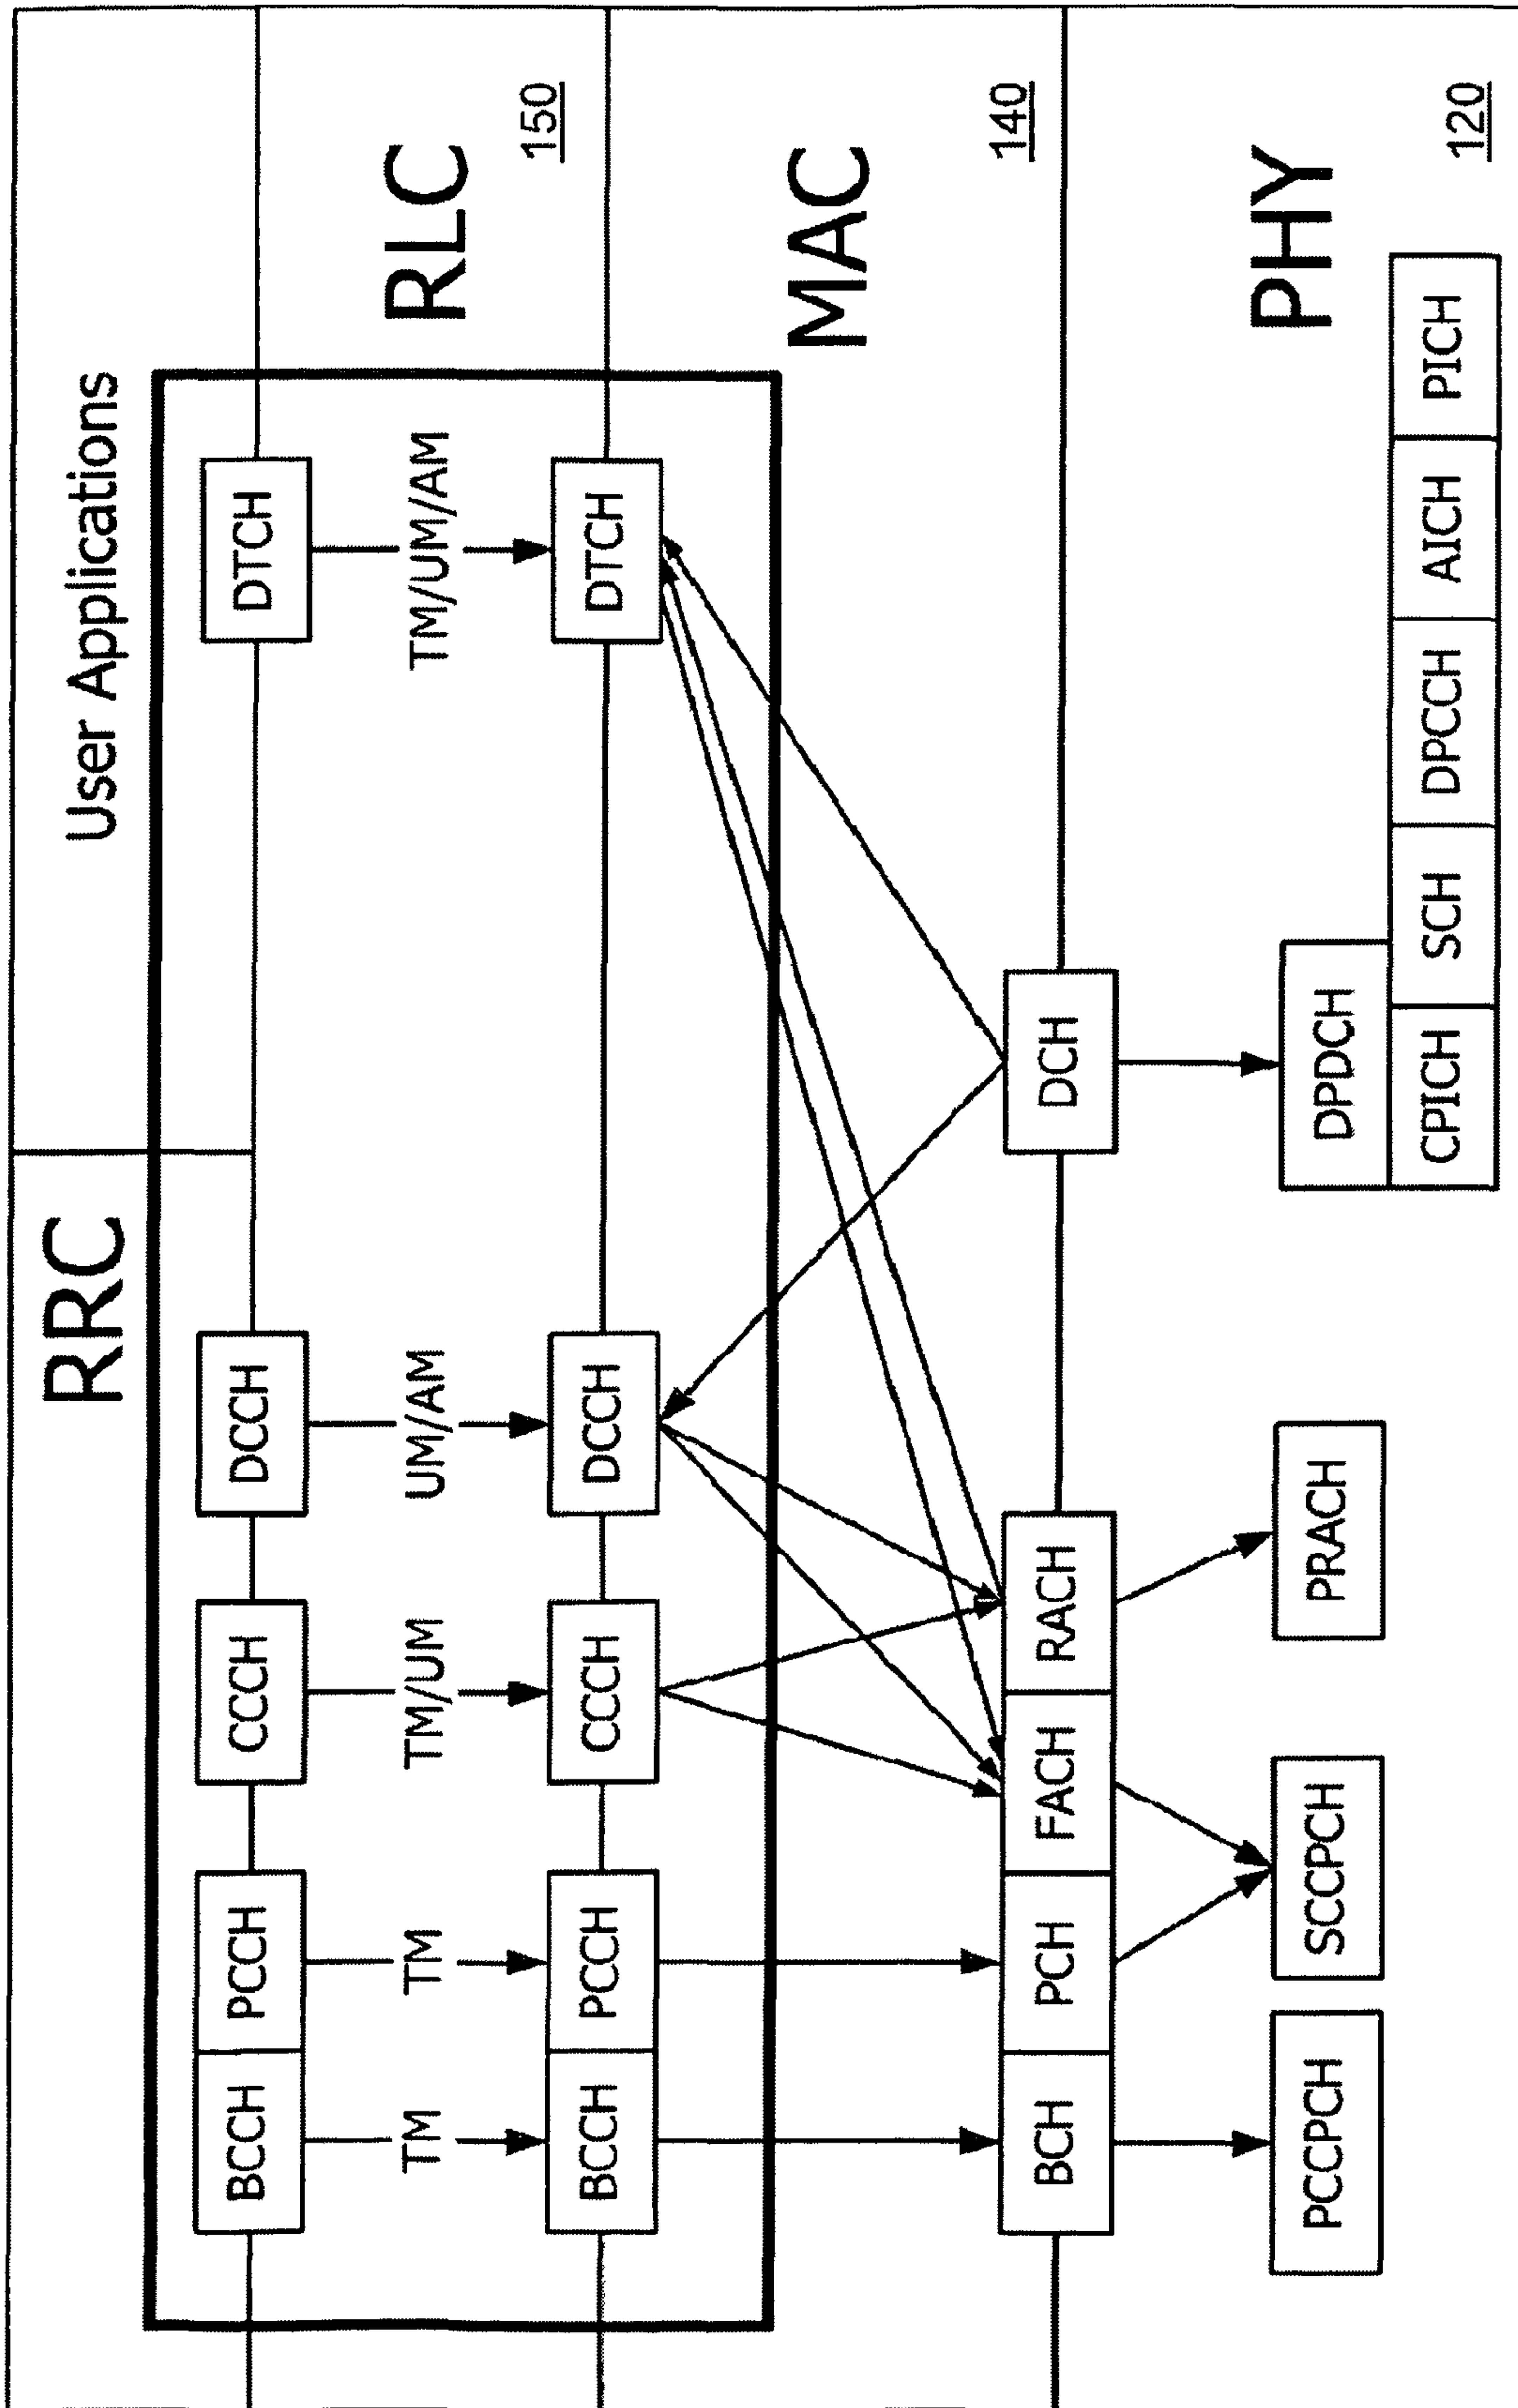 RRC
User Applications
BCCH
PCCH
CCCH
DCCH
DTCH
RLC
150
TM
TM
TM/UM
UM/AM
TM/UM/AM
BCCH
PCCH
CCCH
DCCH
DTCH
MAC
140
BCH
PCH
FACH
RACH
DCH
PHY
120
PCCPCH
SCCPCH
PRACH
DPDCH
CPICH
SCH
DPCCH
AICH
PICH